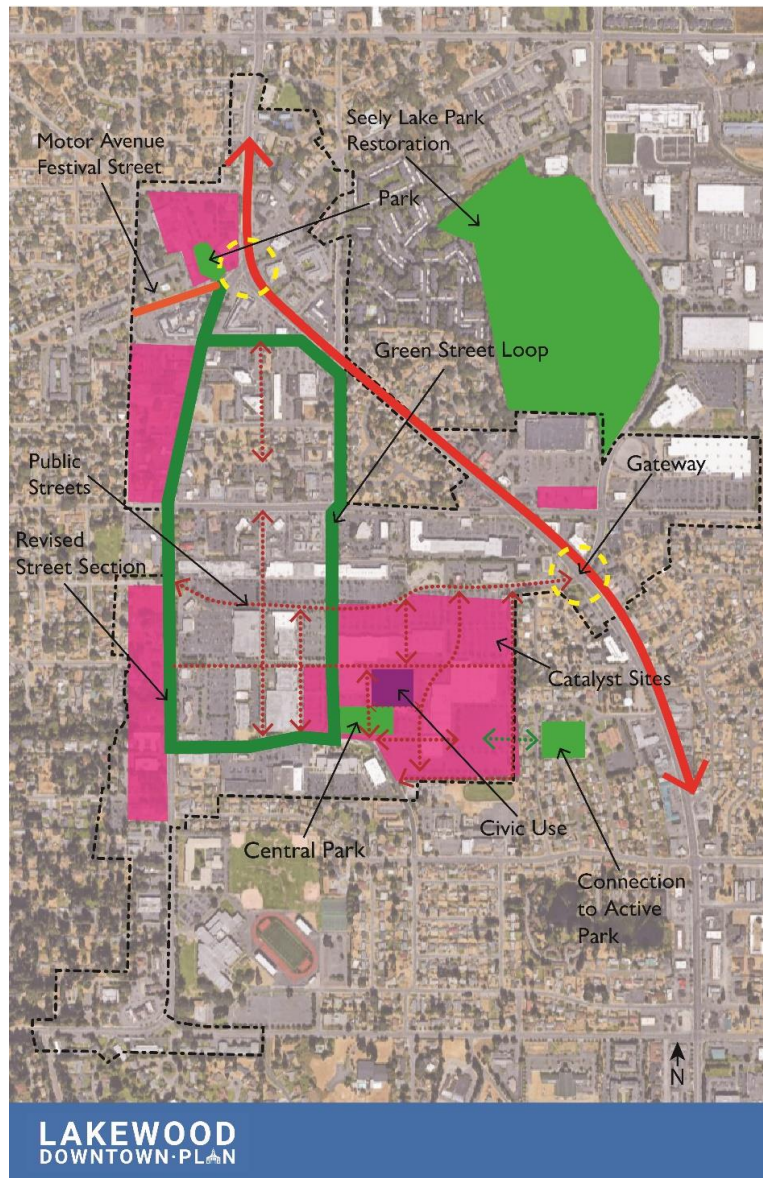 Seely Lake Park
Restoration
Motor Avenue
Festival Street
Park
Green Street Loop
Public
Streets
Gateway
Revised
Street Section
Catalyst Sites
Civic Use
Central Park
Connection
to Active
Park
N
LAKEWOOD
DOWNTOWN·PLAN